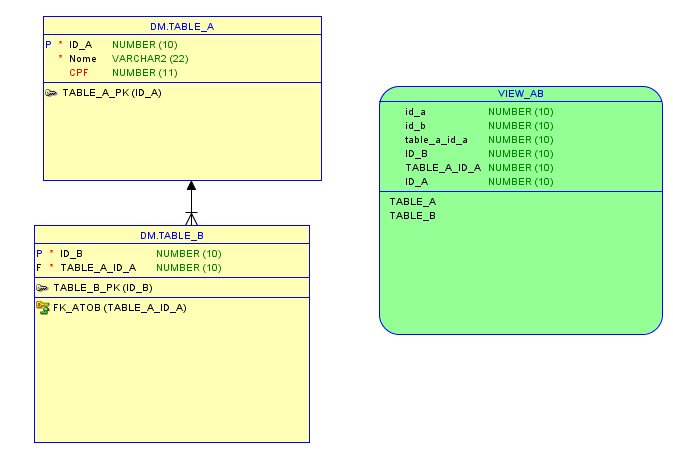 DM.TABLE_A
P * ID_A NUMBER (10)
* Nome VARCHAR2 (22)
CPF NUMBER (11)
TABLE_A_PK (ID_A)
DM.TABLE_B
P * ID_B NUMBER (10)
F * TABLE_A_ID_A NUMBER (10)
TABLE_B_PK (ID_B)
FK_ATOB (TABLE_A_ID_A)
VIEW_AB
id_a NUMBER (10)
id_b NUMBER (10)
table_a_id_a NUMBER (10)
ID_B NUMBER (10)
TABLE_A_ID_A NUMBER (10)
ID_A NUMBER (10)
TABLE_A
TABLE_B